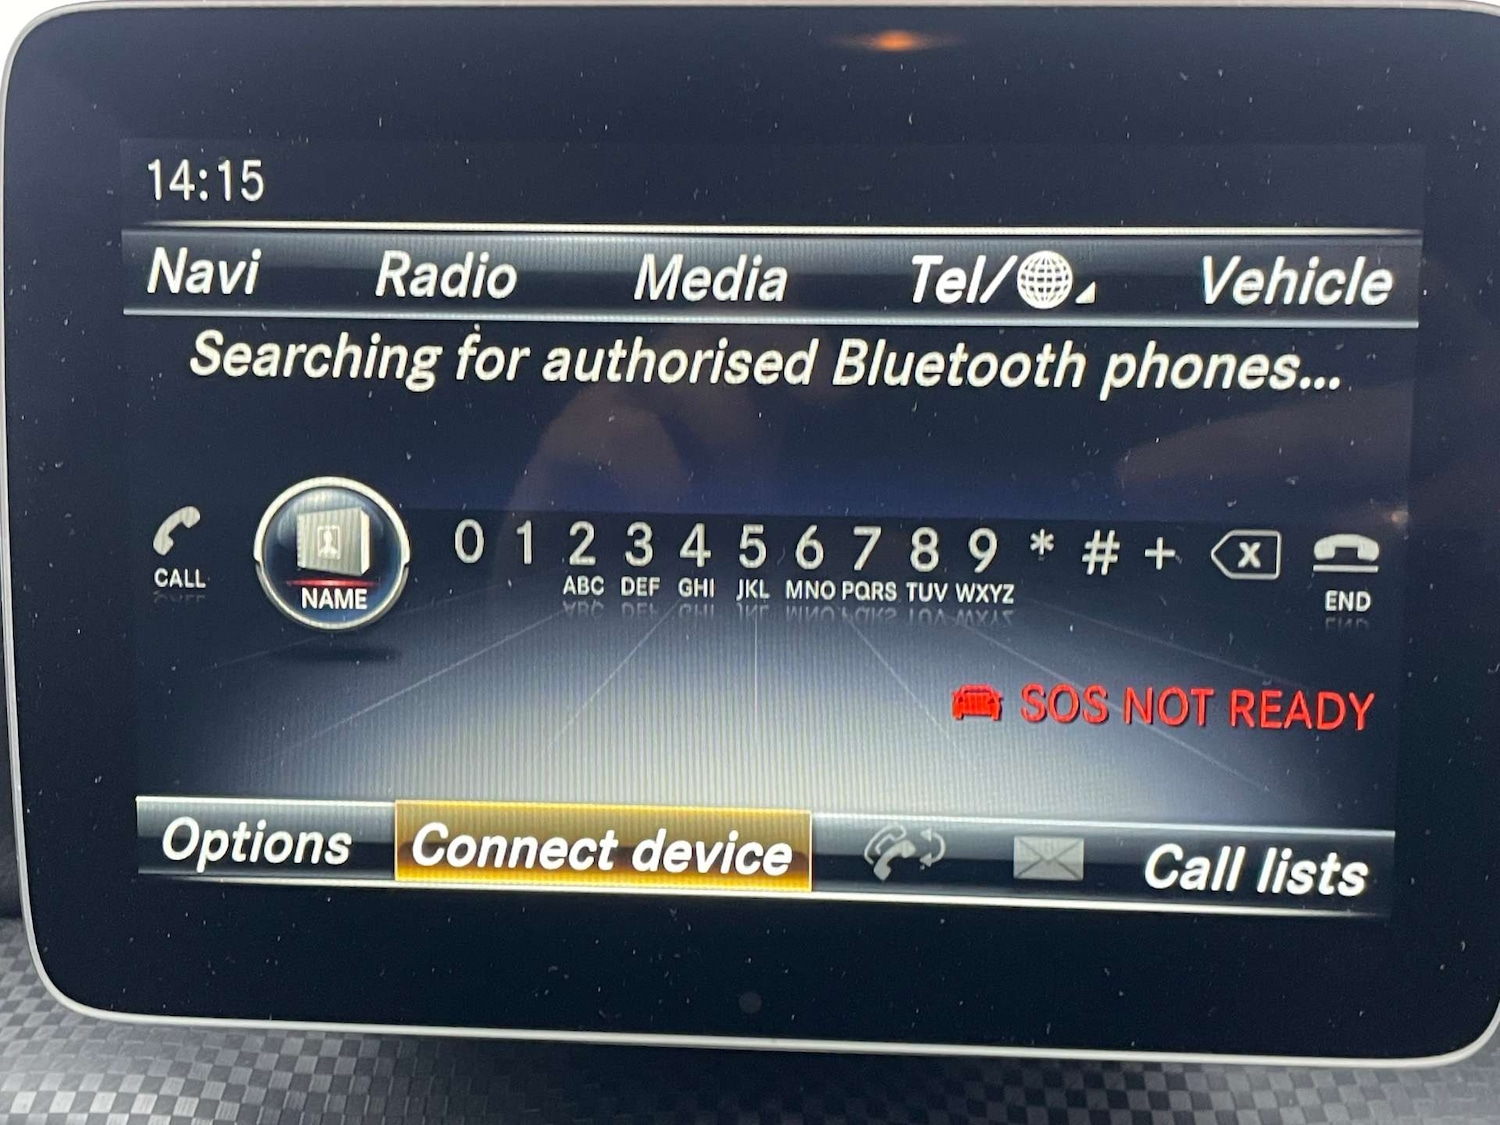 14:15
Navi Radio Media Tel/ Vehicle
Searching for authorised Bluetooth phones...
0 1 2 3 4 5 6 7 8 9 * # + x
CALL NAME ABC DEF GHI JKL MNO PQRS TUV WXYZ END
SOS NOT READY
Options Connect device Call lists